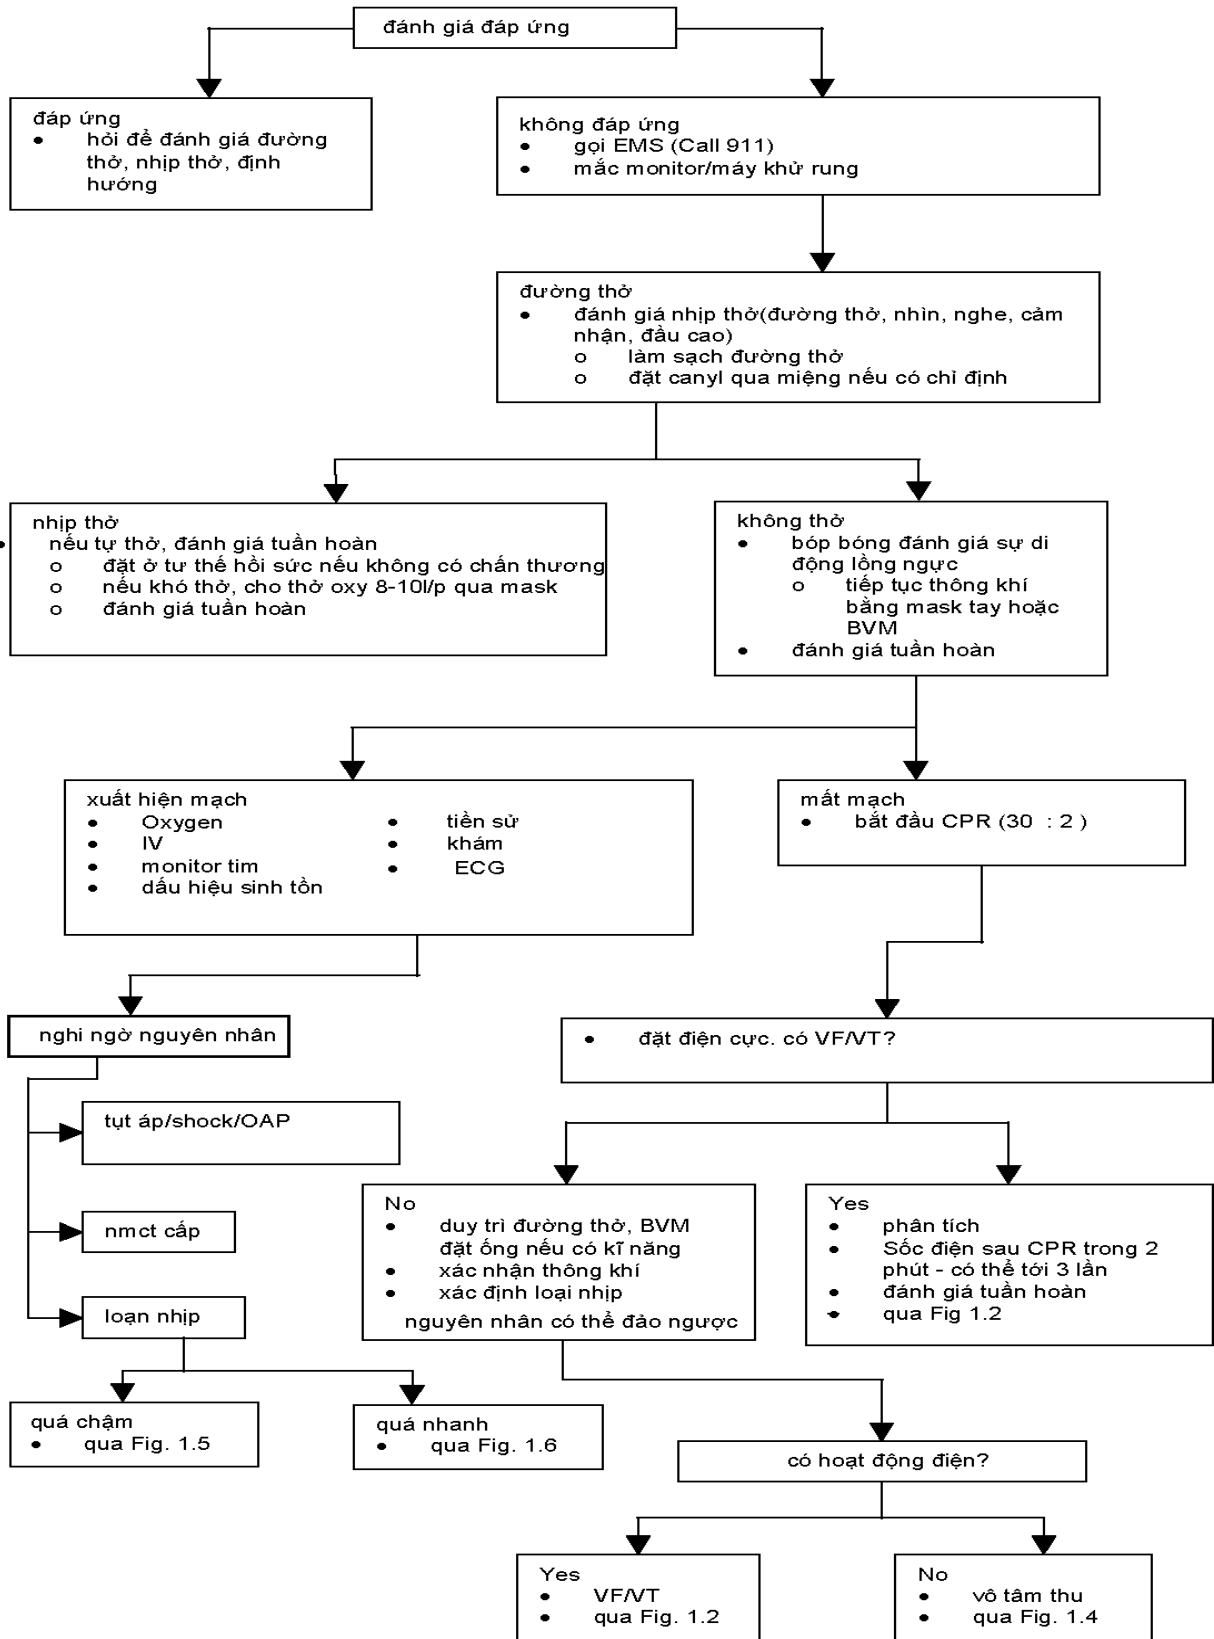 đánh giá đáp ứng
đáp ứng
• hỏi để đánh giá đường
thở, nhịp thở, định
hướng
không đáp ứng
• gọi EMS (Call 911)
• mắc monitor/máy khử rung
đường thở
• đánh giá nhịp thở(đường thở, nhìn, nghe, cảm
nhận, đầu cao)
o làm sạch đường thở
o đặt canyl qua miệng nếu có chỉ định
nhịp thở
• nếu tự thở, đánh giá tuần hoàn
o đặt ở tư thế hồi sức nếu không có chấn thương
o nếu khó thở, cho thở oxy 8-10l/p qua mask
o đánh giá tuần hoàn
không thở
• bóp bóng đánh giá sự di
động lồng ngực
o tiếp tục thông khí
bằng mask tay hoặc
BVM
• đánh giá tuần hoàn
xuất hiện mạch
• Oxygen
• IV
• monitor tim
• dấu hiệu sinh tồn
• tiền sử
• khám
• ECG
mất mạch
• bắt đầu CPR (30 : 2 )
nghi ngờ nguyên nhân
• đặt điện cực. có VF/VT?
tụt áp/shock/OAP
nmct cấp
loạn nhịp
No
• duy trì đường thở, BVM
đặt ống nếu có kĩ năng
• xác nhận thông khí
• xác định loại nhịp
nguyên nhân có thể đảo ngược
Yes
• phân tích
• Sốc điện sau CPR trong 2
phút - có thể tới 3 lần
• đánh giá tuần hoàn
• qua Fig 1.2
quá chậm
• qua Fig. 1.5
quá nhanh
• qua Fig. 1.6
có hoạt động điện?
Yes
• VF/VT
• qua Fig. 1.2
No
• vô tâm thu
• qua Fig. 1.4